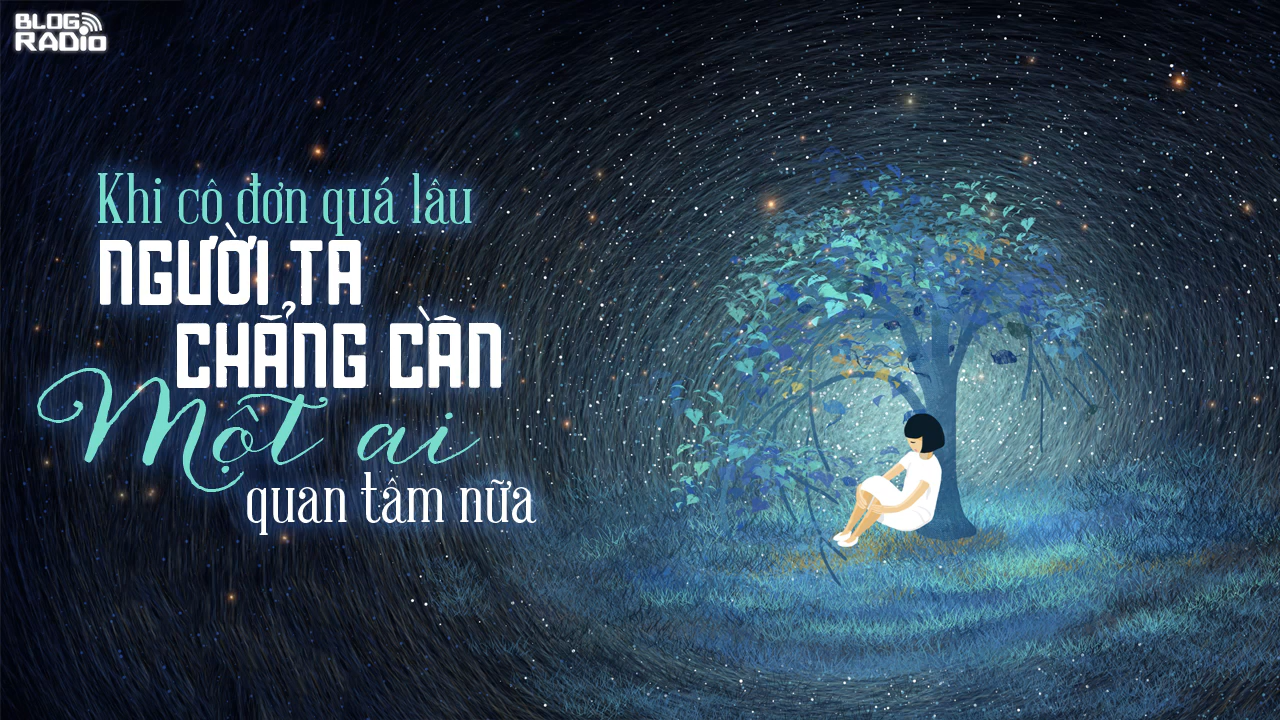 BLOG
RADIO
Khi cô đơn quá lâu
NGƯỜI TA
CHẲNG CẦN
Một ai
quan tâm nữa